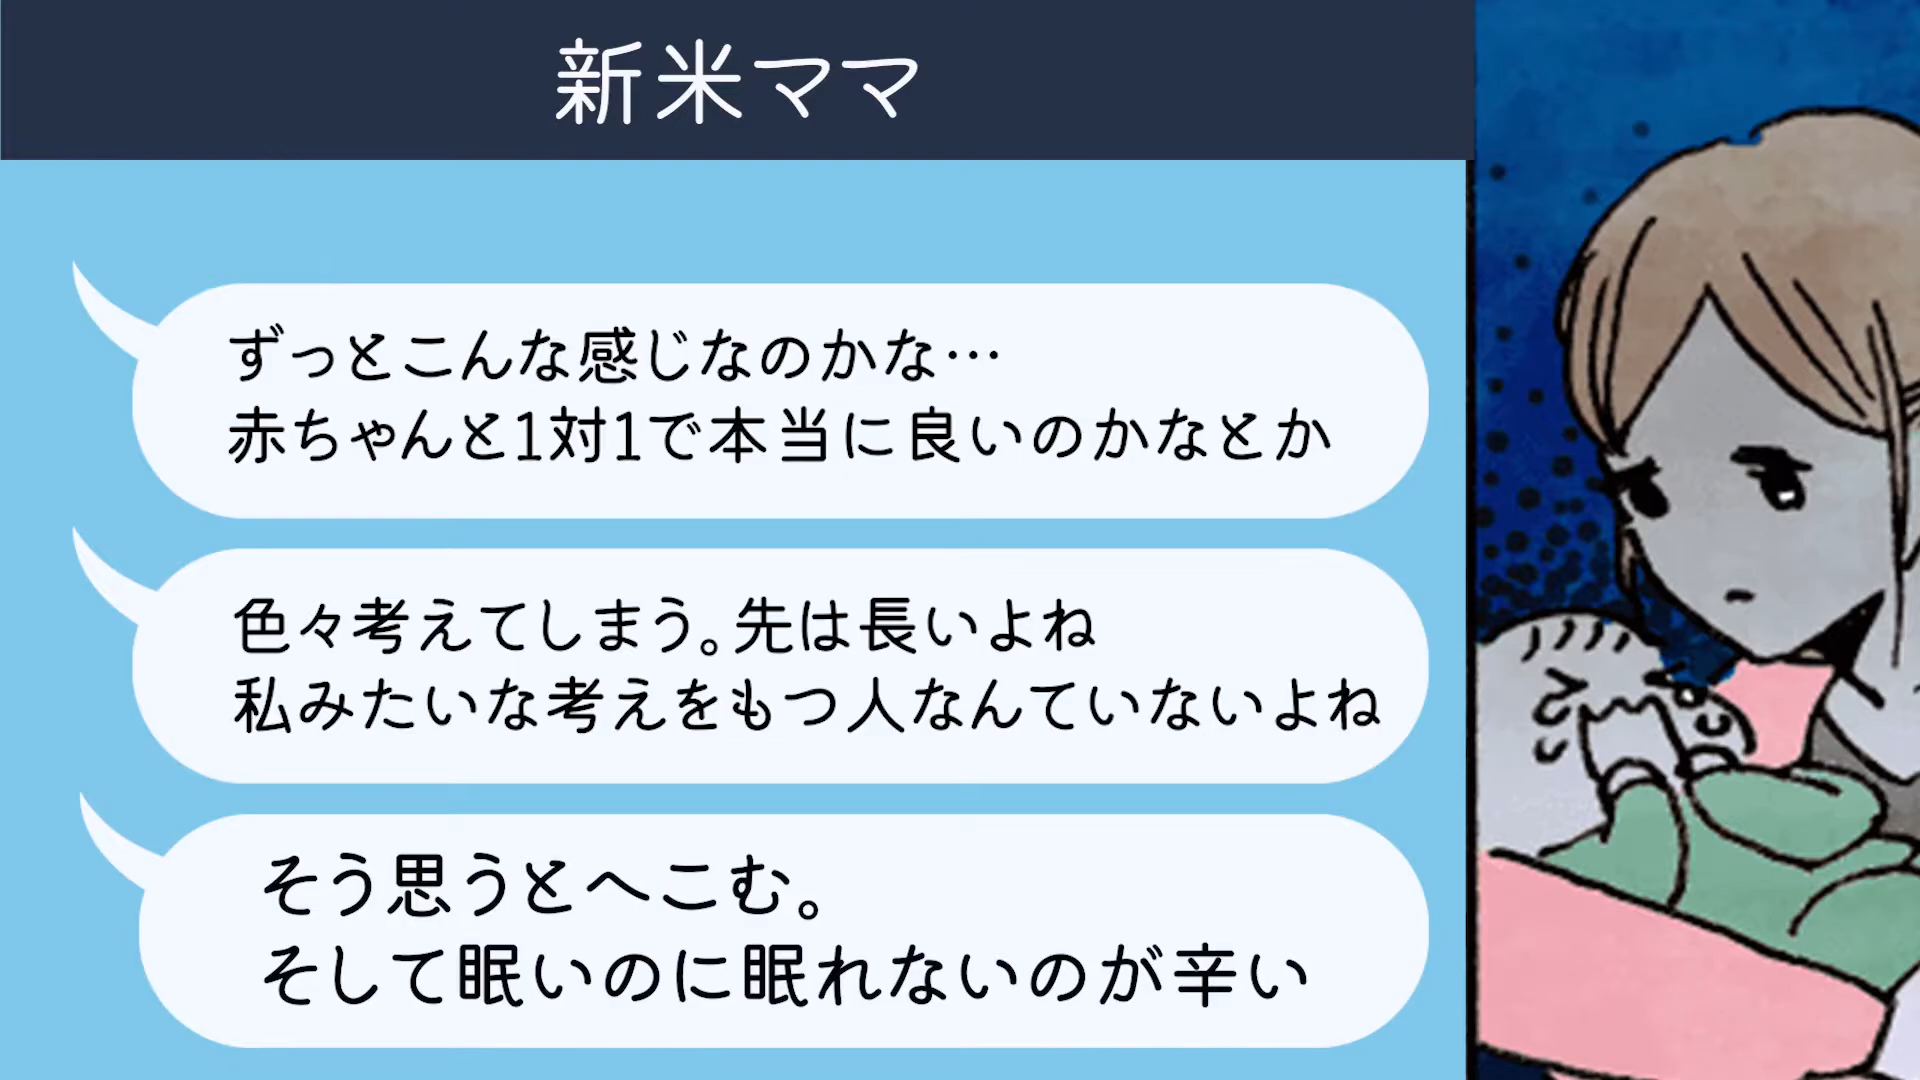 新米ママ
ずっとこんな感じなのかな…
赤ちゃんと1対1で本当に良いのかなとか
色々考えてしまう。先は長いよね
私みたいな考えをもつ人なんていないよね
そう思うとへこむ。
そして眠いのに眠れないのが辛い